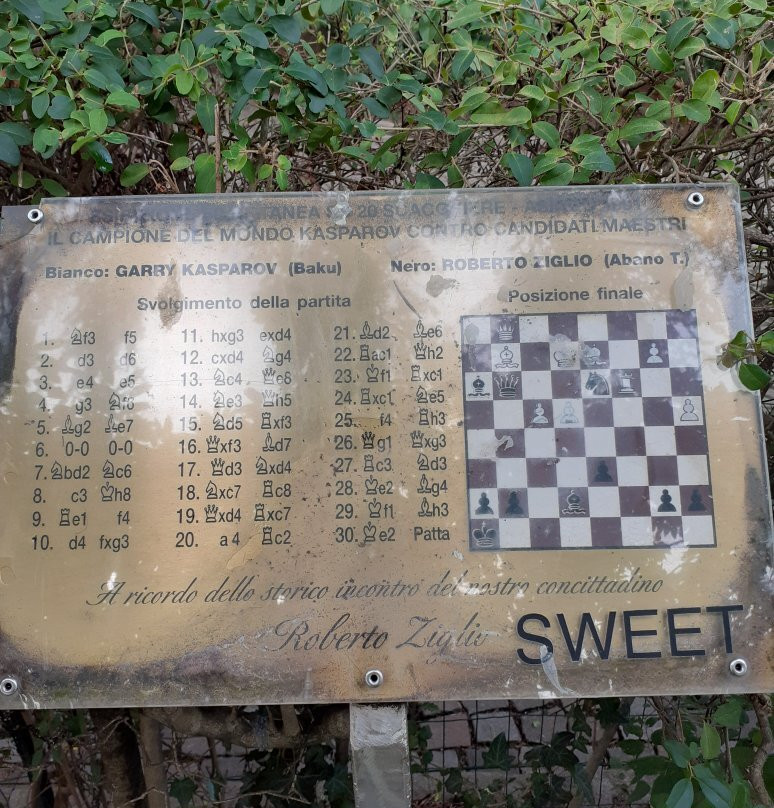 20 SCACCHIERE
IL CAMPIONE DEL MONDO KASPAROV CONTRO CANDIDATI MAESTRI
Bianco: GARRY KASPAROV (Baku)
Nero: ROBERTO ZIGLIO (Abano T.)
Svolgimento della partita
1. ♘f3 f5
2. d3 d6
3. e4 e5
4. g3 ♘f6
5. ♗g2 ♗e7
6. 0-0 0-0
7. ♘bd2 ♘c6
8. c3 ♔h8
9. ♖e1 f4
10. d4 fxg3
11. hxg3 exd4
12. cxd4 ♘g4
13. ♘c4 ♕e8
14. ♘e3 ♕h5
15. ♘d5 ♖xf3
16. ♕xf3 ♗d7
17. ♕d3 ♘xd4
18. ♘xc7 ♖c8
19. ♕xd4 ♖xc7
20. a4 ♖c2
21. ♗d2 ♗e6
22. ♖ac1 ♕h2
23. ♔f1 ♖xc1
24. ♖xc1 ♘e5
25. f4 ♗h3
26. ♕g1 ♕xg3
27. ♗c3 ♘d3
28. ♔e2 ♗g4
29. ♔f1 ♗h3
30. ♔e2 Patta
Posizione finale
A ricordo dello storico incontro del nostro concittadino
Roberto Ziglio
SWEET